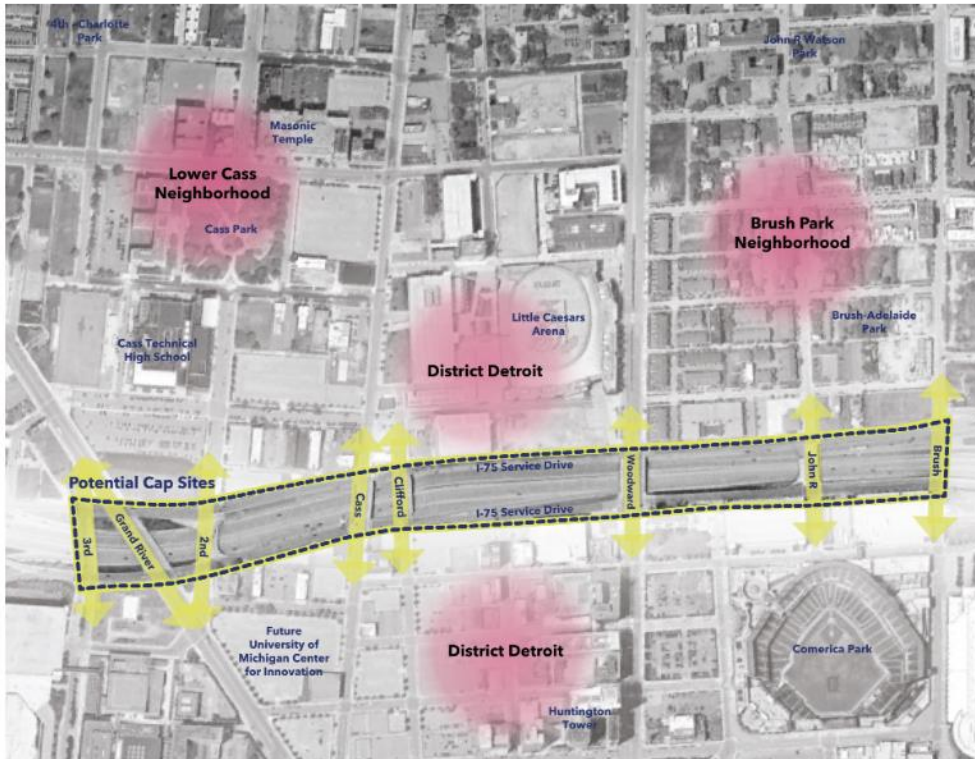 4th - Charlotte
Park
John R Watson
Park
Masonic
Temple
Lower Cass
Neighborhood
Cass Park
Brush Park
Neighborhood
Little Caesars
Arena
Brush-Adelaide
Park
Cass Technical
High School
District Detroit
Potential Cap Sites
I-75 Service Drive
I-75 Service Drive
3rd
Grand River
2nd
Cass
Clifford
Woodward
John R
Brush
Future
University of
Michigan Center
for Innovation
District Detroit
Comerica Park
Huntington
Tower